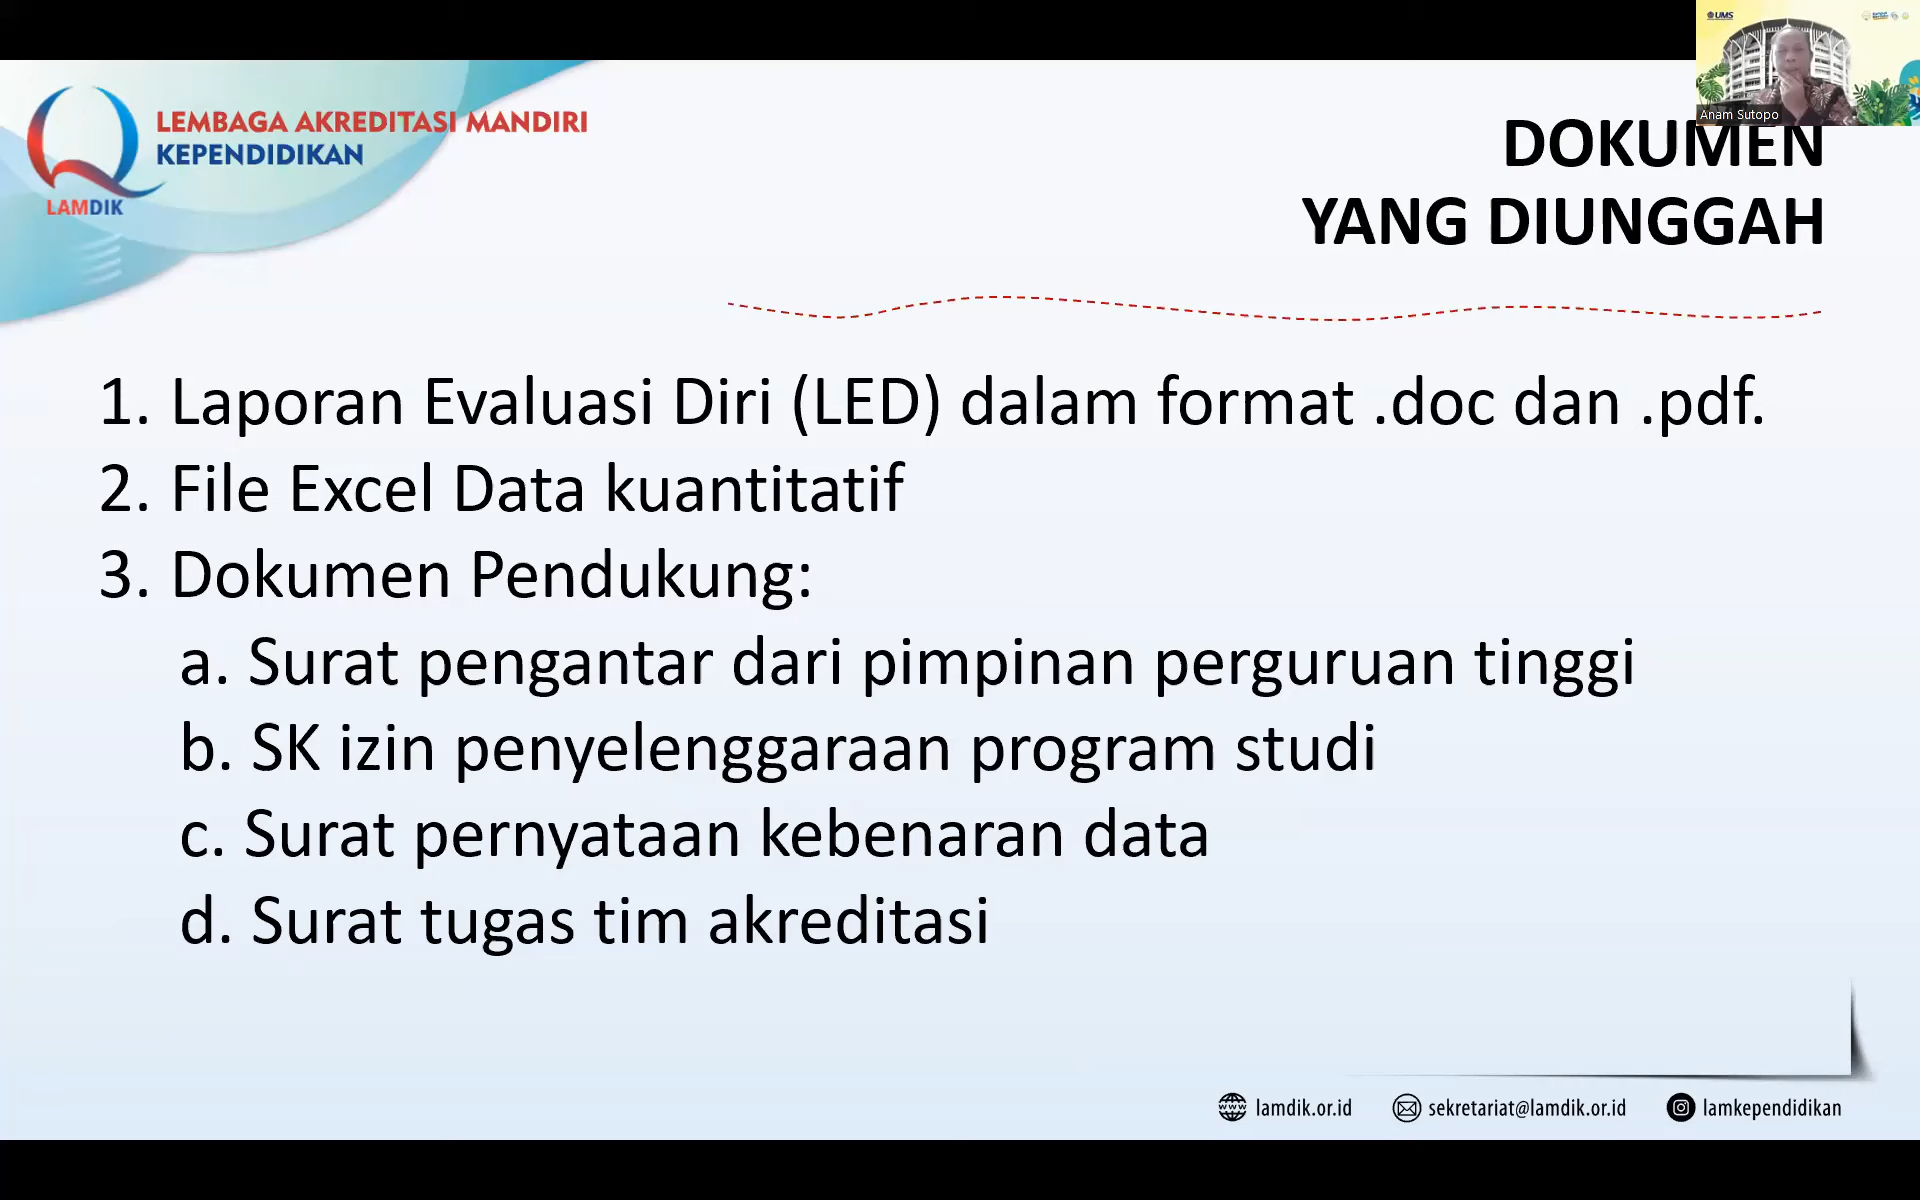 UMS
Anam Sutopo
LEMBAGA AKREDITASI MANDIRI
KEPENDIDIKAN
LAMDIK
DOKUMEN
YANG DIUNGGAH
1. Laporan Evaluasi Diri (LED) dalam format .doc dan .pdf.
2. File Excel Data kuantitatif
3. Dokumen Pendukung:
a. Surat pengantar dari pimpinan perguruan tinggi
b. SK izin penyelenggaraan program studi
c. Surat pernyataan kebenaran data
d. Surat tugas tim akreditasi
www lamdik.or.id sekretariat@lamdik.or.id lamkependidikan